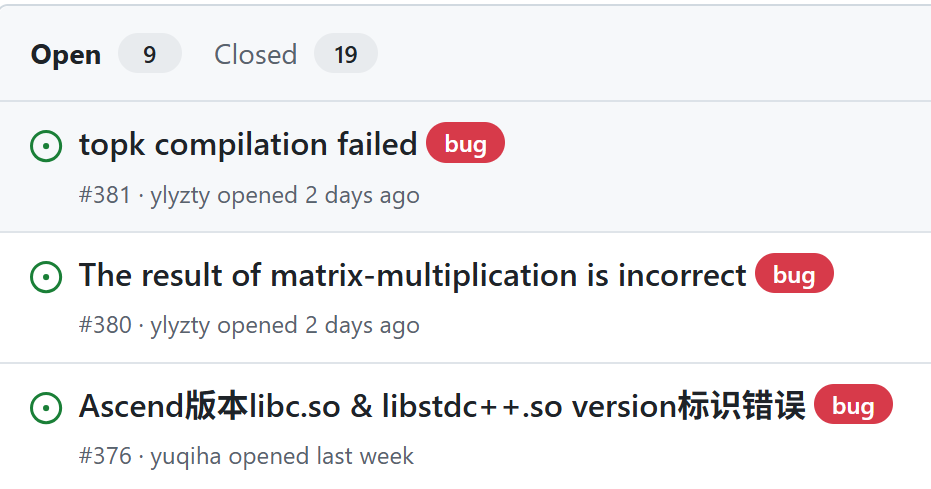 Open 9 Closed 19
topk compilation failed bug
#381 · ylyzty opened 2 days ago
The result of matrix-multiplication is incorrect bug
#380 · ylyzty opened 2 days ago
Ascend版本libc.so & libstdc++.so version标识错误 bug
#376 · yuqiha opened last week